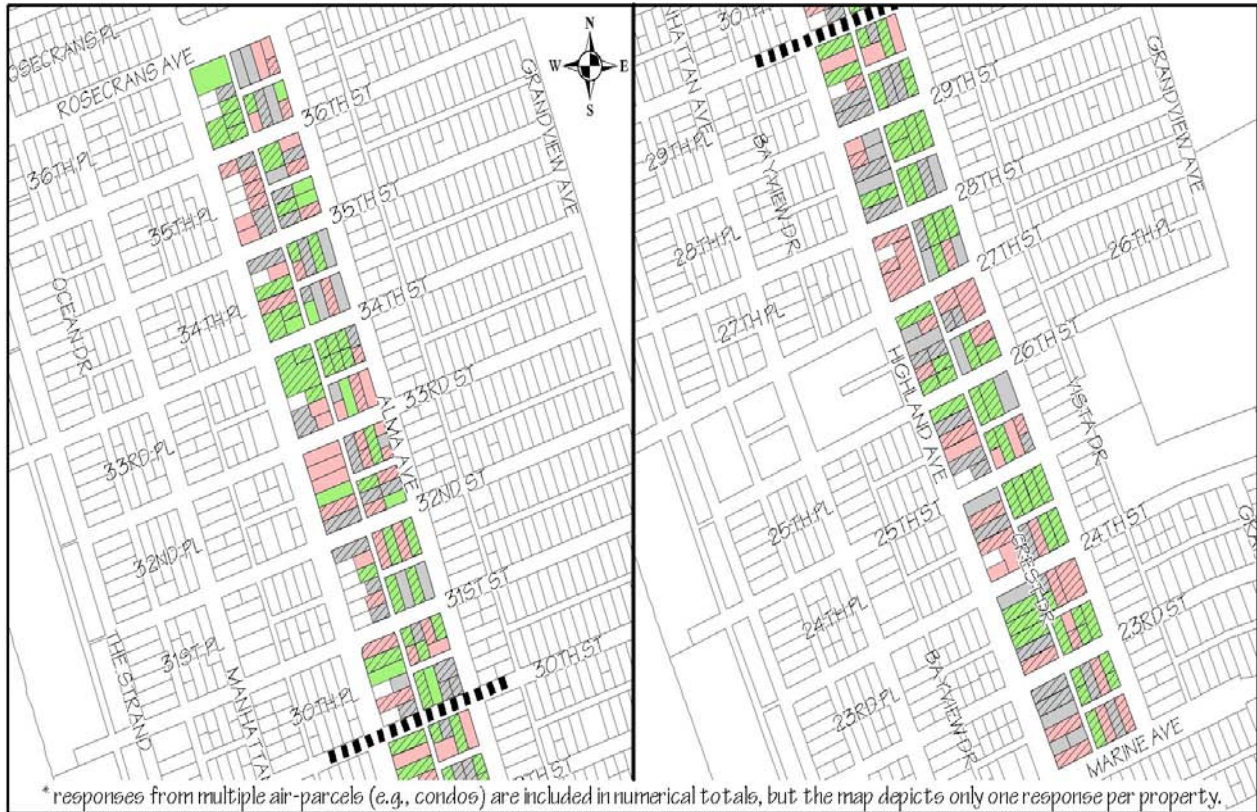 OSECRANS PL
ROSECRANS AVE
N
W E
S
36TH PL
36TH ST
GRANDVIEW AVE
35TH PL
35TH ST
OCEAN DR
34TH PL
34TH ST
33RD PL
ALMA AVE
33RD ST
32ND PL
32ND ST
31ST ST
THE STRAND
31ST PL
MANHATTAN
30TH PL
30TH ST
30TH
HATTAN AVE
GRANDVIEW AVE
29TH ST
29TH PL
BAYVIEW DR
28TH ST
28TH PL
27TH ST
26TH PL
27TH PL
HIGHLAND AVE
26TH ST
VISTA DR
25TH PL
25TH ST
24TH ST
CREST DR
24TH PL
23RD ST
23RD PL
BAYVIEW DR
MARINE AVE
* responses from multiple air-parcels (e.g., condos) are included in numerical totals, but the map depicts only one response per property.